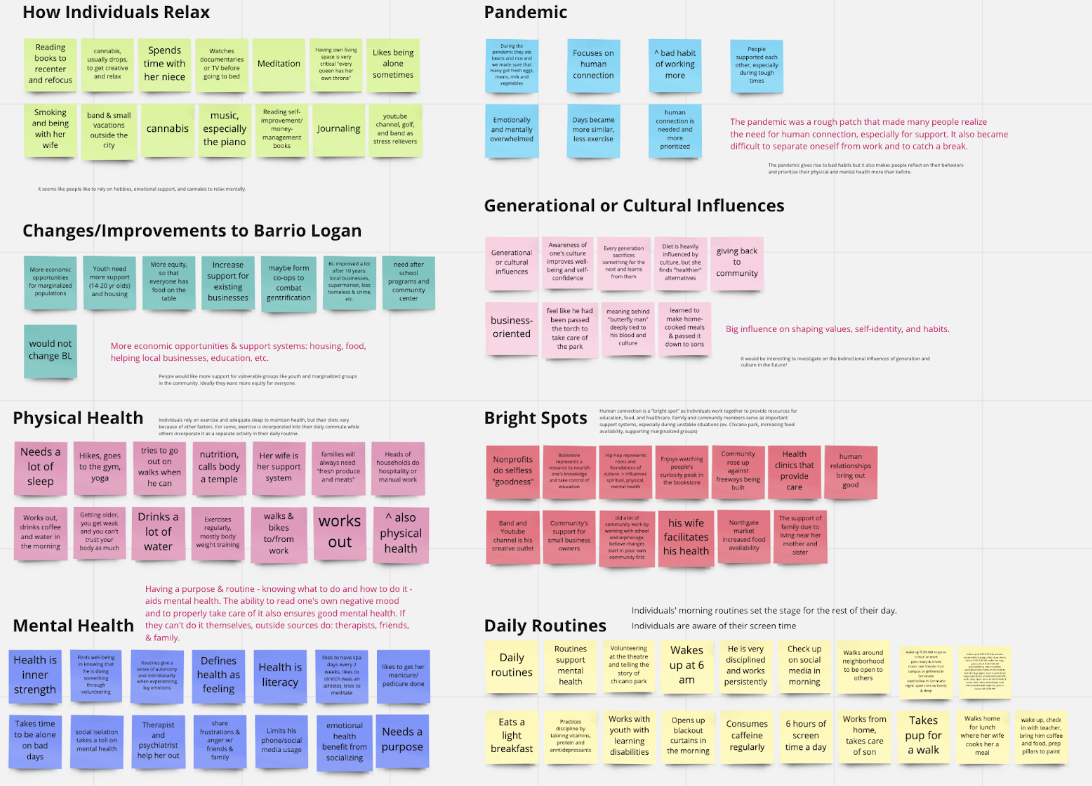 How Individuals Relax
Reading
books to
recenter
and refocus
cannabis,
usually drops,
to get creative
and relax
Spends
time with
her niece
Watches
documentaries
or TV before
going to bed
Meditation
Having own living
space is very
critical "every
queen has her
own throne"
Likes being
alone
sometimes
Smoking
and being
with her
wife
band & small
vacations
outside the
city
cannabis
music,
especially
the piano
Reading self-
improvement/
money-
management
books
Journaling
youtube
channel, golf,
and band as
stress relievers
It seems like people like to rely on hobbies, emotional support, and cannabis to relax mentally.
Pandemic
During the
pandemic they ate
beans and rice and
we made sure that
many got fresh eggs,
meats, milk and
vegetables
Focuses on
human
connection
^ bad habit
of working
more
People
supported each
other, especially
during tough
times
Emotionally
and mentally
overwhelmed
Days became
more similar,
less exercise
human
connection is
needed and
more
prioritized
The pandemic was a rough patch that made many people realize
the need for human connection, especially for support. It also became
difficult to separate oneself from work and to catch a break.
The pandemic gives rise to bad habits but it also makes people reflect on their behaviors
and prioritize their physical and mental health more than before.
Changes/Improvements to Barrio Logan
More economic
opportunities
for marginalized
populations
Youth need
more support
(14-20 yr olds)
and housing
More equity,
so that
everyone has
food on the
table
Increase
support for
existing
businesses
maybe form
co-ops to
combat
gentrification
BL improved a lot
after 10 years:
local businesses,
supermarket, less
homeless & crime,
etc.
need after
school
programs and
community
center
would not
change BL
More economic opportunities & support systems: housing, food,
helping local businesses, education, etc.
People would like more support for vulnerable groups like youth and marginalized groups
in the community. Ideally they want more equity for everyone.
Generational or Cultural Influences
Generational
or cultural
influences
Awareness of
one's culture
improves well-
being and self-
confidence
Every generation
sacrifices
something for the
next and learns
from them
Diet is heavily
influenced by
culture, but she
finds "healthier"
alternatives
giving back
to
community
business-
oriented
feel like he had
been passed
the torch to
take care of
the park
meaning behind
"butterfly man"
deeply tied to
his blood and
culture
learned to
make home-
cooked meals
& passed it
down to sons
Big influence on shaping values, self-identity, and habits.
It would be interesting to investigate on the bidirectional influences of generation and
culture in the future?
Physical Health
Individuals rely on exercise and adequate sleep to maintain health, but their diets vary
because of other factors. For some, exercise is incorporated into their daily commute while
others incorporate it as a separate activity in their daily routine.
Needs a
lot of
sleep
Hikes, goes
to the gym,
yoga
tries to go
out on
walks when
he can
nutrition,
calls body
a temple
Her wife is
her support
system
families will
always need
"fresh produce
and meats"
Heads of
households do
hospitality or
manual work
Works out,
drinks coffee
and water in
the morning
Getting older,
you get weak
and you can't
trust your
body as much
Drinks a
lot of
water
Exercises
regularly,
mostly body
weight training
walks &
bikes
to/from
work
works
out
^ also
physical
health
Bright Spots
Human connection is a "bright spot" as individuals work together to provide resources for
education, food, and healthcare. Family and community members serve as important
support systems, especially during unstable situations (ex. Chicano park, increasing food
availability, supporting marginalized groups)
Nonprofits
do selfless
"goodness"
Bookstore
represents a
resource to nourish
one's knowledge
and take control of
education
Hip hop = roots and
foundations of
culture -> influences
spiritual, physical,
mental health
Enjoys watching
people's
curiosity peak in
the bookstore
Community
rose up
against
freeways being
built
Health
clinics that
provide
care
human
relationships
bring out
good
Band and
Youtube
channel is his
creative outlet
Community's
support for
small business
owners
did a lot of
community work by
working with school
and orphanage,
believe changes
start in your own
community first
his wife
facilitates
his health
Northgate
market
increased food
availability
The support of
family due to
living near her
mother and
sister
Mental Health
Having a purpose & routine - knowing what to do and how to do it -
aids mental health. The ability to read one's own negative mood
and to properly take care of it also ensures good mental health. If
they can't do it themselves, outside sources do: therapists, friends,
& family.
Health is
inner
strength
Finds well-being
in knowing that
he is doing
something
through
volunteering
Routines give a
sense of autonomy
and intentionality
when experiencing
big emotions
Defines
health as
feeling
Health is
literacy
likes to have spa
days every 2
weeks, likes to
stretch (was an
athlete), tries to
meditate
likes to get her
manicure/
pedicure done
Takes time
to be alone
on bad
days
social isolation
takes a toll on
mental health
Therapist
and
psychiatrist
help her out
share
frustrations &
anger w/
friends &
family
Limits his
phone/social
media usage
emotional
health
benefit from
socializing
Needs a
purpose
Daily Routines
Individuals' morning routines set the stage for the rest of their day.
Individuals are aware of their screen time
Daily
routines
Routines
support
mental
health
Volunteering
at the theatre
and telling the
story of
chicano park
Wakes
up at 6
am
He is very
disciplined
and works
persistently
Check up
on social
media in
morning
Walks around
neighborhood
to be open to
others
Eats a
light
breakfast
Practices
discipline by
taking vitamins,
protein and
antidepressants
Works with
youth with
learning
disabilities
Opens up
blackout
curtains in
the morning
Consumes
caffeine
regularly
6 hours of
screen
time a day
Works from
home,
takes care
of son
Takes
pup for
a walk
Walks home
for lunch
where her wife
cooks her a
meal
wake up, check
in with teacher,
bring him coffee
and food, prep
pillars to paint